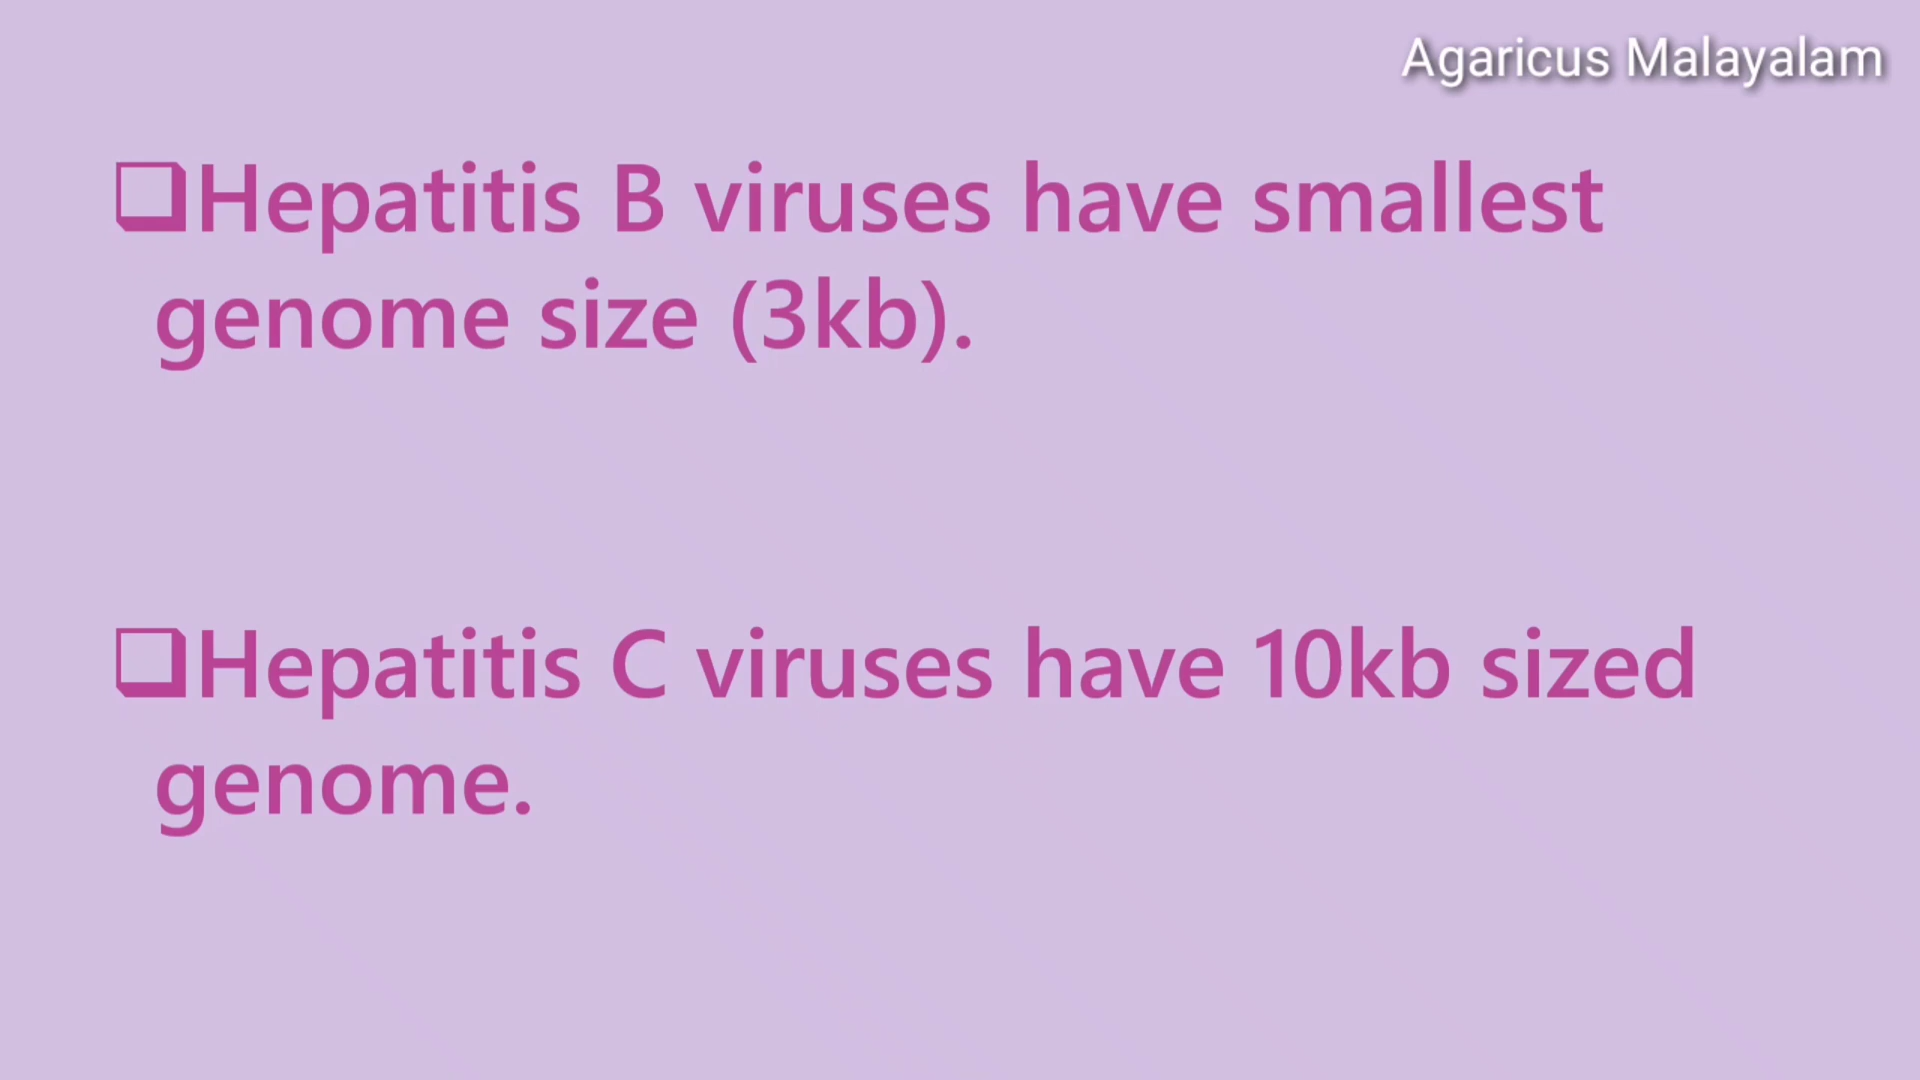 Agaricus Malayalam
❑Hepatitis B viruses have smallest
genome size (3kb).
❑Hepatitis C viruses have 10kb sized
genome.